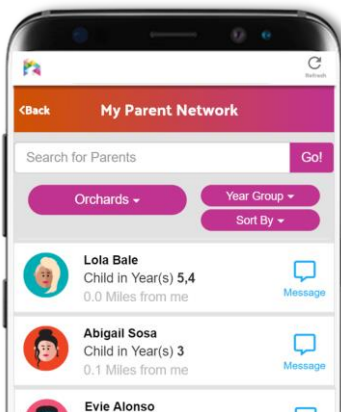 Refresh
<Back
My Parent Network
Search for Parents
Go!
Orchards
Year Group
Sort By
Lola Bale
Child in Year(s) 5,4
0.0 Miles from me
Message
Abigail Sosa
Child in Year(s) 3
0.1 Miles from me
Message
Evie Alonso